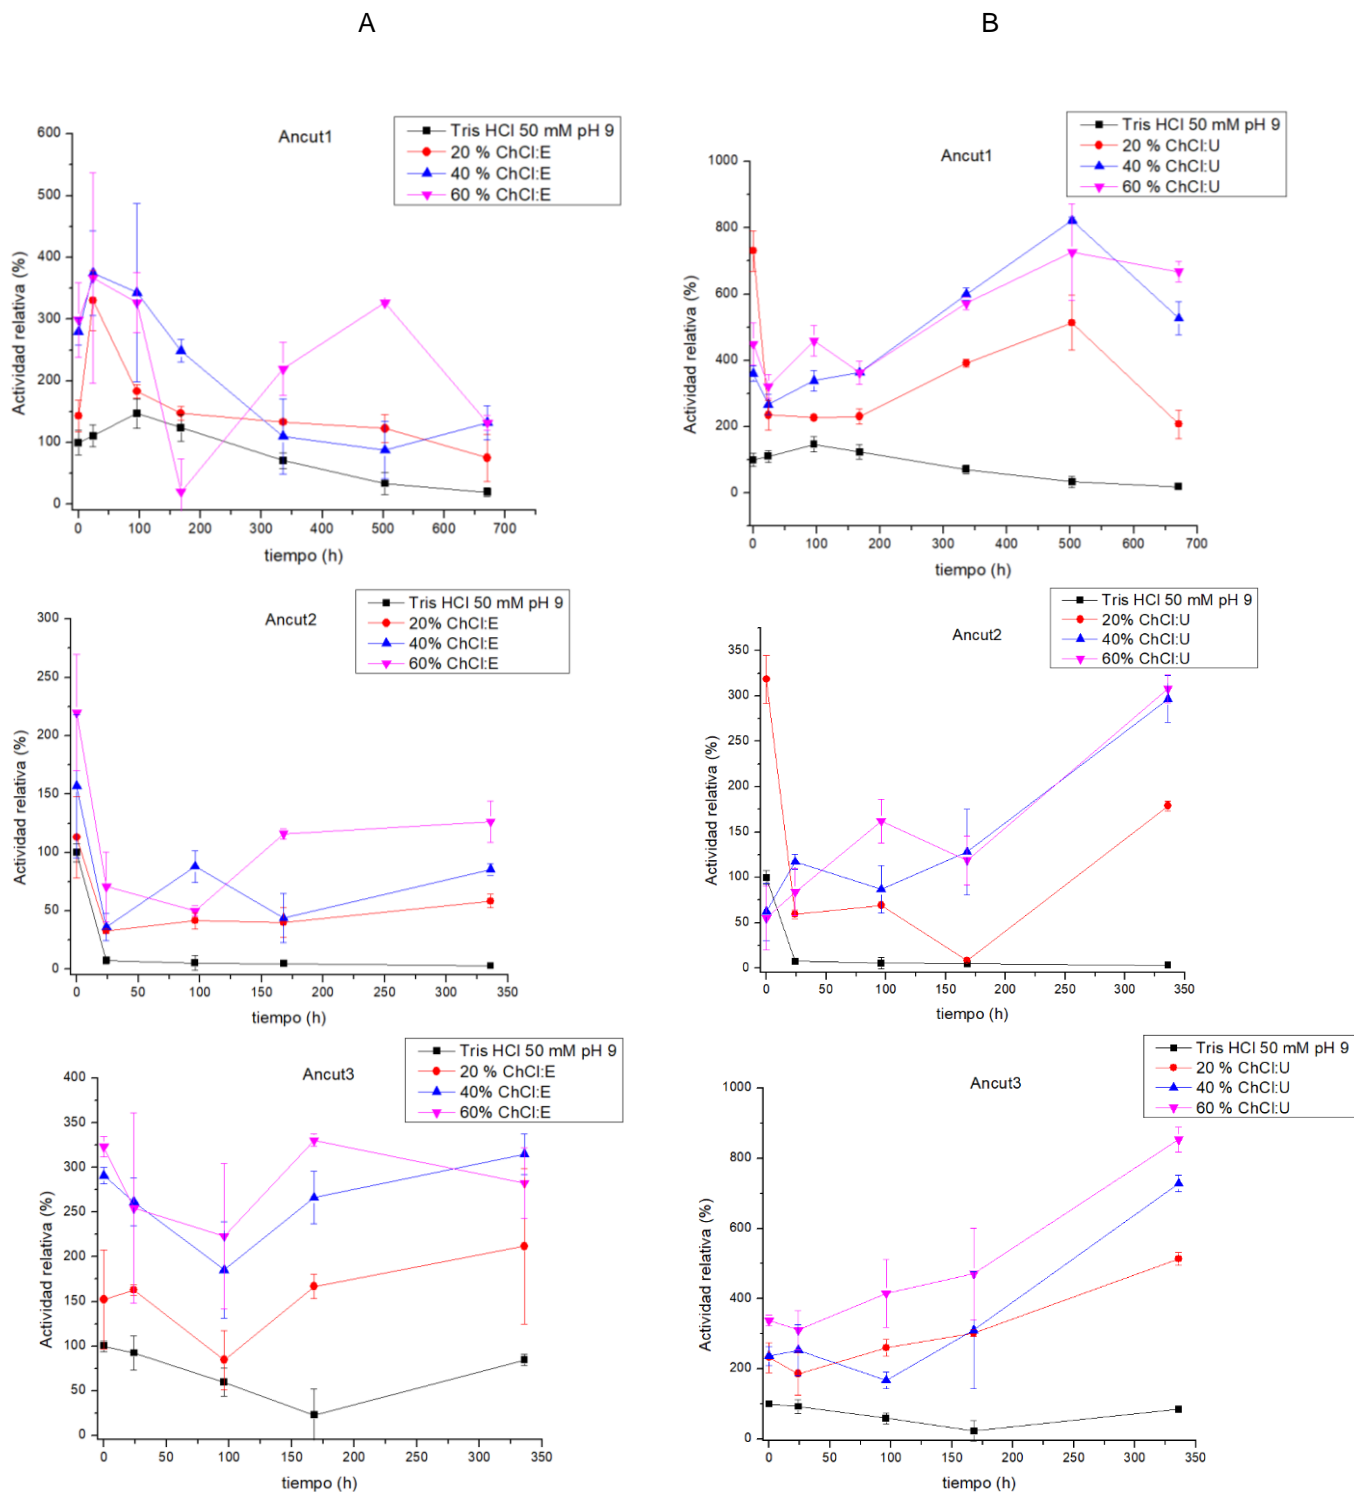 A
B
Ancut1
Tris HCl 50 mM pH 9
20 % ChCl:E
40 % ChCl:E
60 % ChCl:E
Actividad relativa (%)
600
500
400
300
200
100
0
0 100 200 300 400 500 600 700
tiempo (h)
Ancut1
Tris HCl 50 mM pH 9
20 % ChCl:U
40 % ChCl:U
60 % ChCl:U
Actividad relativa (%)
1000
800
600
400
200
0
0 100 200 300 400 500 600 700
tiempo (h)
Ancut2
Tris HCl 50 mM pH 9
20% ChCl:E
40% ChCl:E
60% ChCl:E
Actividad relativa (%)
300
250
200
150
100
50
0
0 50 100 150 200 250 300 350
tiempo (h)
Ancut2
Tris HCl 50 mM pH 9
20% ChCl:U
40% ChCl:U
60% ChCl:U
Actividad relativa (%)
350
300
250
200
150
100
50
0
0 50 100 150 200 250 300 350
tiempo (h)
Ancut3
Tris HCl 50 mM pH 9
20 % ChCl:E
40% ChCl:E
60% ChCl:E
Actividad relativa (%)
400
350
300
250
200
150
100
50
0
0 50 100 150 200 250 300 350
tiempo (h)
Ancut3
Tris HCl 50 mM pH 9
20 % ChCl:U
40 % ChCl:U
60 % ChCl:U
Actividad relativa (%)
1000
800
600
400
200
0
0 50 100 150 200 250 300 350
tiempo (h)